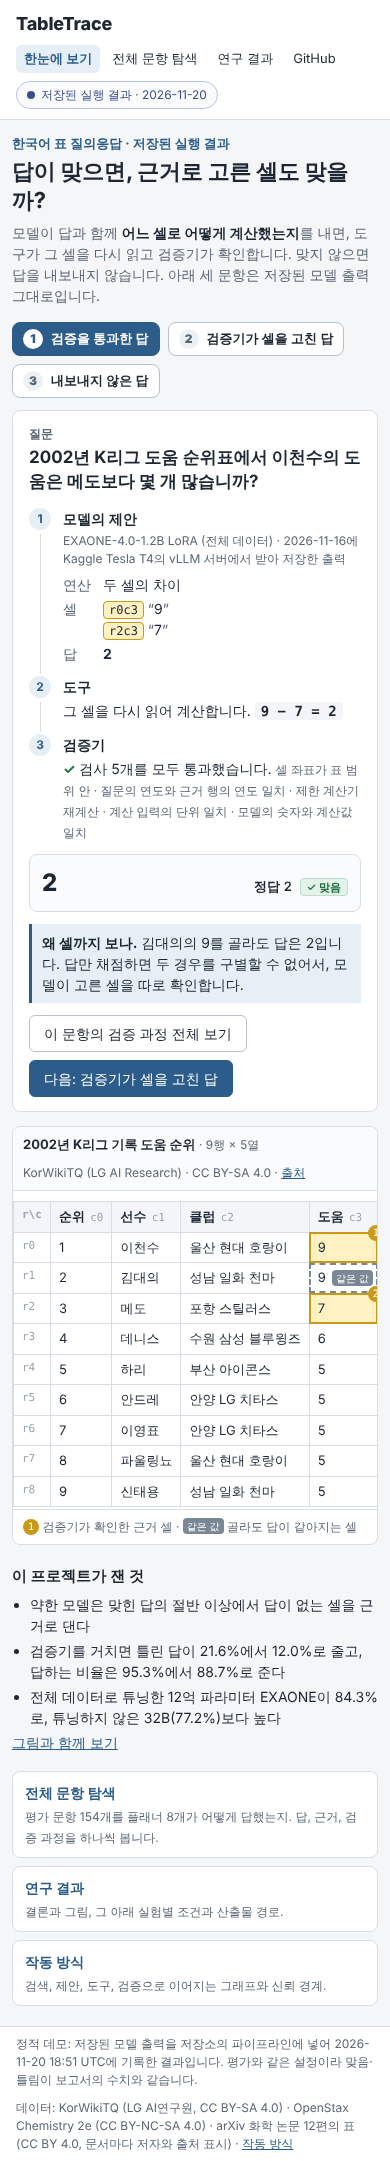 TableTrace
한눈에 보기 전체 문항 탐색 연구 결과 GitHub
저장된 실행 결과 · 2026-11-20
한국어 표 질의응답 · 저장된 실행 결과
답이 맞으면, 근거로 고른 셀도 맞을
까?
모델이 답과 함께 어느 셀로 어떻게 계산했는지를 내면, 도
구가 그 셀을 다시 읽고 검증기가 확인합니다. 맞지 않으면
답을 내보내지 않습니다. 아래 세 문항은 저장된 모델 출력
그대로입니다.
1 검증을 통과한 답
2 검증기가 셀을 고친 답
3 내보내지 않은 답
질문
2002년 K리그 도움 순위표에서 이천수의 도
움은 메도보다 몇 개 많습니까?
1 모델의 제안
EXAONE-4.0-1.2B LoRA (전체 데이터) · 2026-11-16에
Kaggle Tesla T4의 vLLM 서버에서 받아 저장한 출력
연산 두 셀의 차이
셀 r0c3 “9”
r2c3 “7”
답 2
2 도구
그 셀을 다시 읽어 계산합니다. 9 − 7 = 2
3 검증기
✓ 검사 5개를 모두 통과했습니다. 셀 좌표가 표 범
위 안 · 질문의 연도와 근거 행의 연도 일치 · 제한 계산기
재계산 · 계산 입력의 단위 일치 · 모델의 숫자와 계산값
일치
2 정답 2 ✓ 맞음
왜 셀까지 보나. 김대의의 9를 골라도 답은 2입니
다. 답만 채점하면 두 경우를 구별할 수 없어서, 모
델이 고른 셀을 따로 확인합니다.
이 문항의 검증 과정 전체 보기
다음: 검증기가 셀을 고친 답
2002년 K리그 기록 도움 순위 · 9행 × 5열
KorWikiTQ (LG AI Research) · CC BY-SA 4.0 · 출처
r\c 순위 c0 선수 c1 클럽 c2 도움 c3
r0 1 이천수 울산 현대 호랑이 9
r1 2 김대의 성남 일화 천마 9 같은 값
r2 3 메도 포항 스틸러스 7
r3 4 데니스 수원 삼성 블루윙즈 6
r4 5 하리 부산 아이콘스 5
r5 6 안드레 안양 LG 치타스 5
r6 7 이영표 안양 LG 치타스 5
r7 8 파울링뇨 울산 현대 호랑이 5
r8 9 신태용 성남 일화 천마 5
1 검증기가 확인한 근거 셀 · 같은 값 골라도 답이 같아지는 셀
이 프로젝트가 잰 것
• 약한 모델은 맞힌 답의 절반 이상에서 답이 없는 셀을 근
거로 댄다
• 검증기를 거치면 틀린 답이 21.6%에서 12.0%로 줄고,
답하는 비율은 95.3%에서 88.7%로 준다
• 전체 데이터로 튜닝한 12억 파라미터 EXAONE이 84.3%
로, 튜닝하지 않은 32B(77.2%)보다 높다
그림과 함께 보기
전체 문항 탐색
평가 문항 154개를 플래너 8개가 어떻게 답했는지. 답, 근거, 검
증 과정을 하나씩 봅니다.
연구 결과
결론과 그림, 그 아래 실험별 조건과 산출물 경로.
작동 방식
검색, 제안, 도구, 검증으로 이어지는 그래프와 신뢰 경계.
정적 데모: 저장된 모델 출력을 저장소의 파이프라인에 넣어 2026-
11-20 18:51 UTC에 기록한 결과입니다. 평가와 같은 설정이라 맞음·
틀림이 보고서의 수치와 같습니다.
데이터: KorWikiTQ (LG AI연구원, CC BY-SA 4.0) · OpenStax
Chemistry 2e (CC BY-NC-SA 4.0) · arXiv 화학 논문 12편의 표
(CC BY 4.0, 문서마다 저자와 출처 표시) · 작동 방식